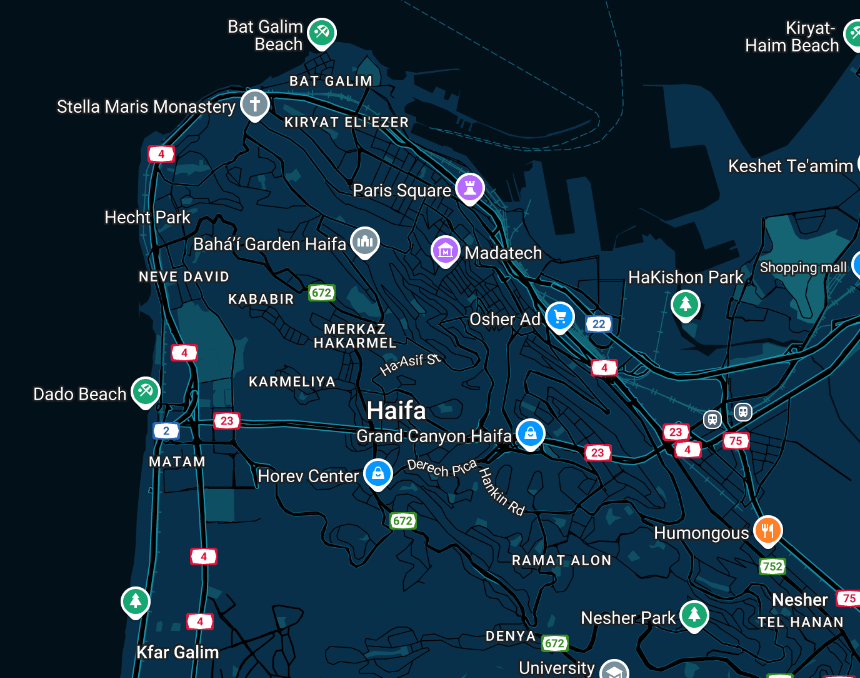 Bat Galim
Beach
Kiryat-
Haim Beach
BAT GALIM
Stella Maris Monastery
KIRYAT ELI'EZER
4
Keshet Te'amim
Paris Square
Hecht Park
Bahá'í Garden Haifa
Madatech
NEVE DAVID
Shopping mall
HaKishon Park
KABABIR
672
Osher Ad
22
MERKAZ
HAKARMEL
4
Ha-Asif St
4
KARMELIYA
Dado Beach
Haifa
23
2
Grand Canyon Haifa
23
4
75
23
MATAM
Derech Pica
Horev Center
Hankin Rd
672
Humongous
4
RAMAT ALON
752
Nesher
75
4
Nesher Park
TEL HANAN
DENYA
672
Kfar Galim
University